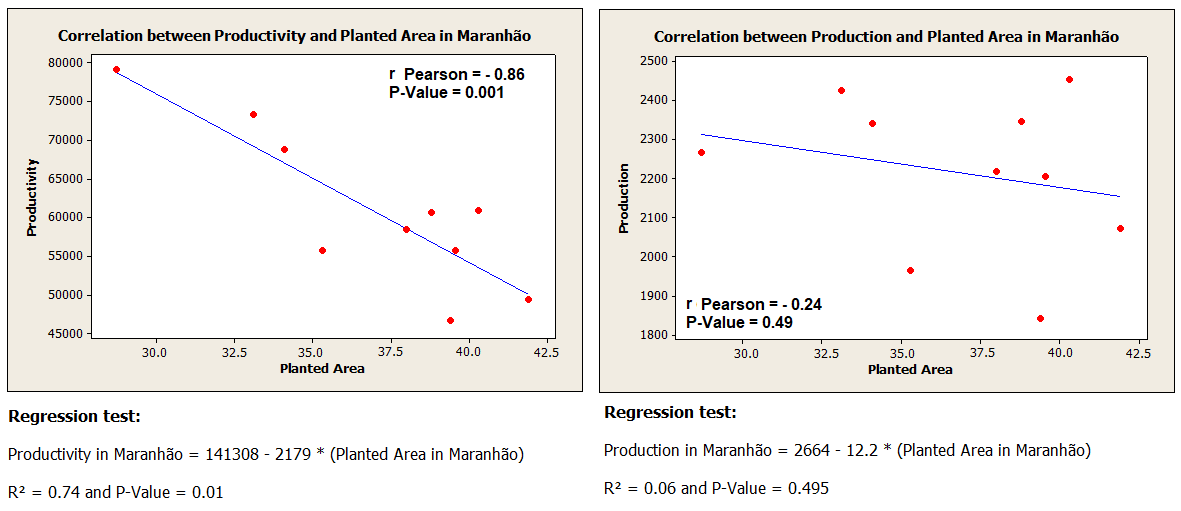 Correlation between Productivity and Planted Area in Maranhão
r Pearson = - 0.86
P-Value = 0.001
80000
75000
70000
65000
60000
55000
50000
45000
Productivity
30.0 32.5 35.0 37.5 40.0 42.5
Planted Area
Regression test:
Productivity in Maranhão = 141308 - 2179 * (Planted Area in Maranhão)
R² = 0.74 and P-Value = 0.01
Correlation between Production and Planted Area in Maranhão
2500
2400
2300
2200
2100
2000
1900
1800
Production
r Pearson = - 0.24
P-Value = 0.49
30.0 32.5 35.0 37.5 40.0 42.5
Planted Area
Regression test:
Production in Maranhão = 2664 - 12.2 * (Planted Area in Maranhão)
R² = 0.06 and P-Value = 0.495